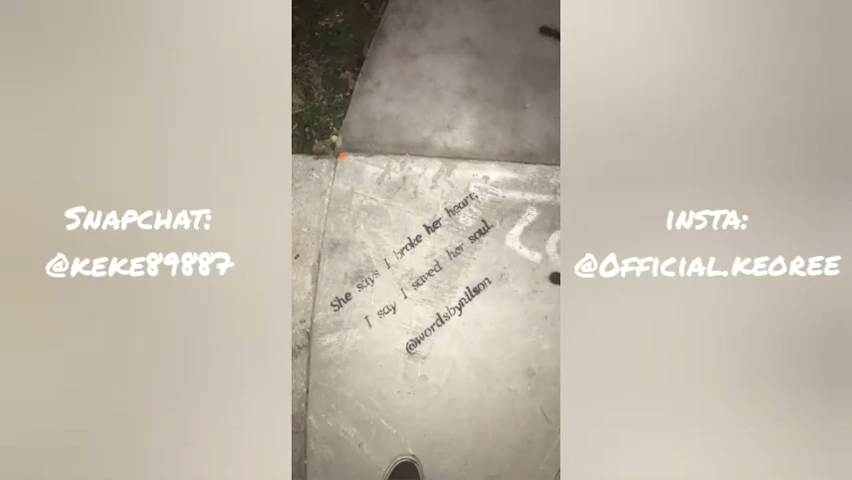 SNAPCHAT:
@KEKE89887
She says I broke her heart,
I say I saved her soul.
@wordsbynilson
INSTA:
@OFFICIAL.KEOREE